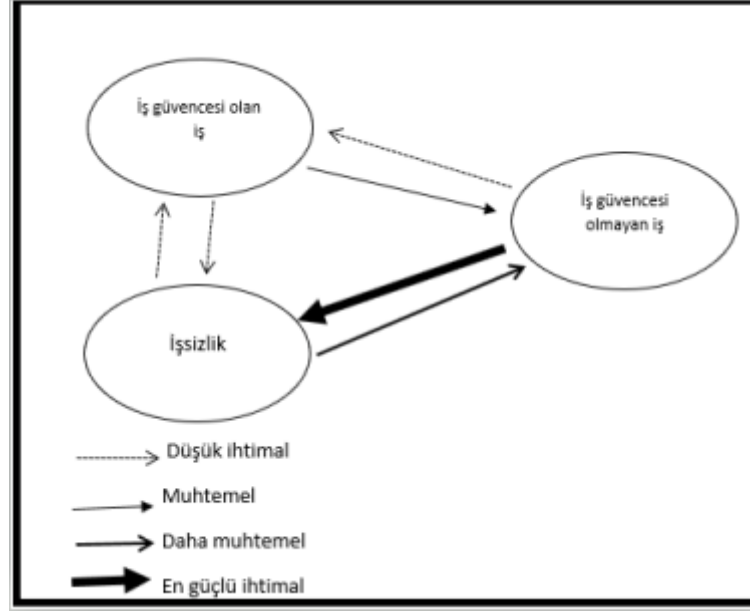 İş güvencesi olan
iş
İş güvencesi
olmayan iş
İşsizlik
Düşük ihtimal
Muhtemel
Daha muhtemel
En güçlü ihtimal